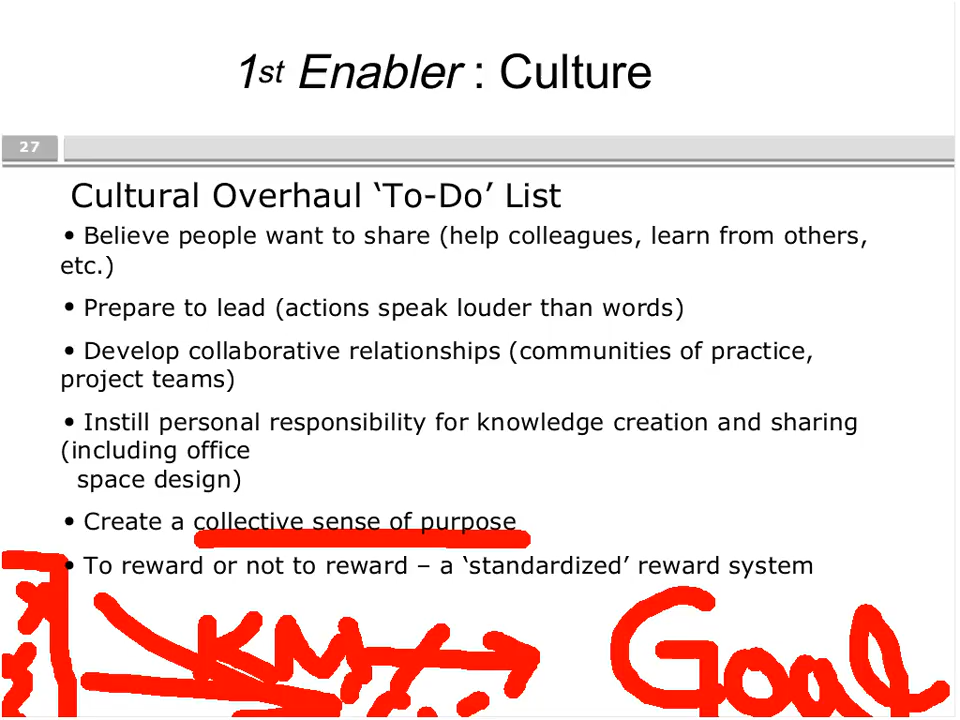 1st Enabler : Culture
27
Cultural Overhaul ‘To-Do’ List
• Believe people want to share (help colleagues, learn from others,
etc.)
• Prepare to lead (actions speak louder than words)
• Develop collaborative relationships (communities of practice,
project teams)
• Instill personal responsibility for knowledge creation and sharing
(including office
space design)
• Create a collective sense of purpose
• To reward or not to reward – a ‘standardized’ reward system
KM
Goal